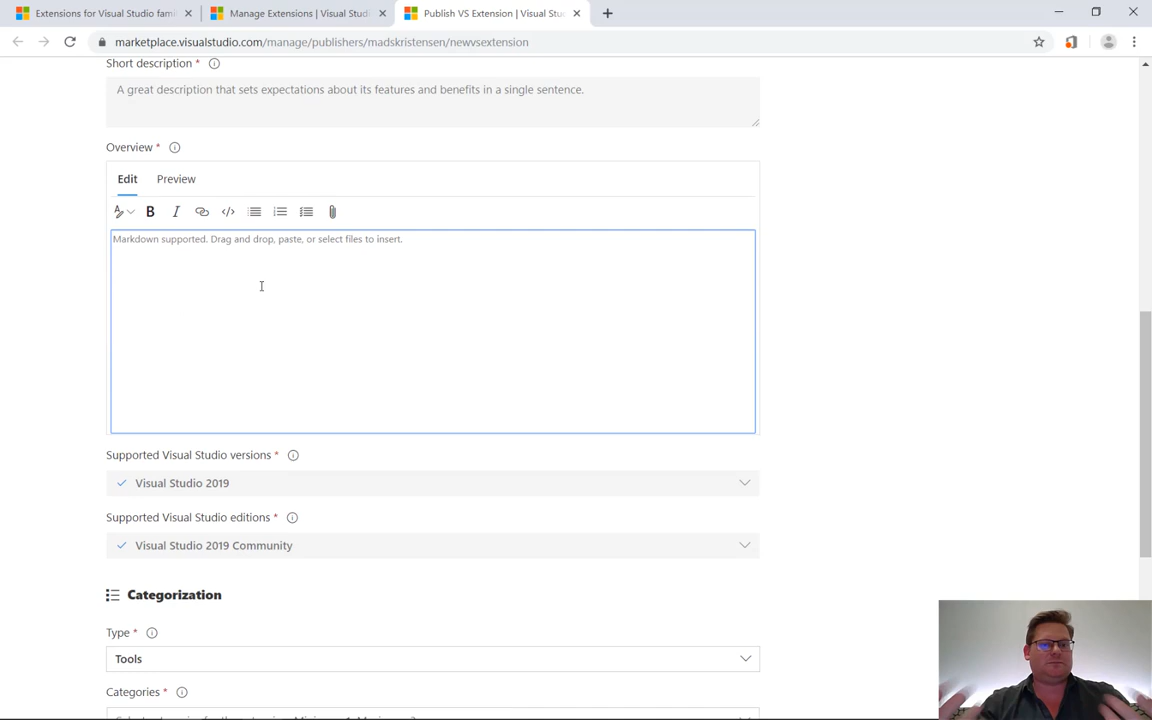 Extensions for Visual Studio fami
Manage Extensions | Visual Studi
Publish VS Extension | Visual Stu
marketplace.visualstudio.com/manage/publishers/madskristensen/newvsextension
Short description *
A great description that sets expectations about its features and benefits in a single sentence.
Overview *
Edit Preview
Markdown supported. Drag and drop, paste, or select files to insert.
Supported Visual Studio versions *
Visual Studio 2019
Supported Visual Studio editions *
Visual Studio 2019 Community
Categorization
Type *
Tools
Categories *